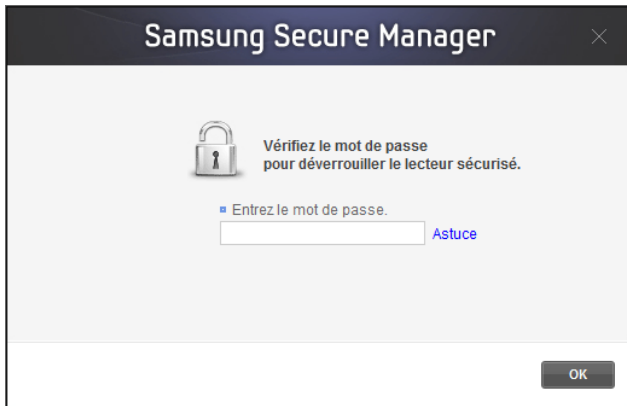 Samsung Secure Manager
Vérifiez le mot de passe
pour déverrouiller le lecteur sécurisé.
Entrez le mot de passe.
Astuce
OK